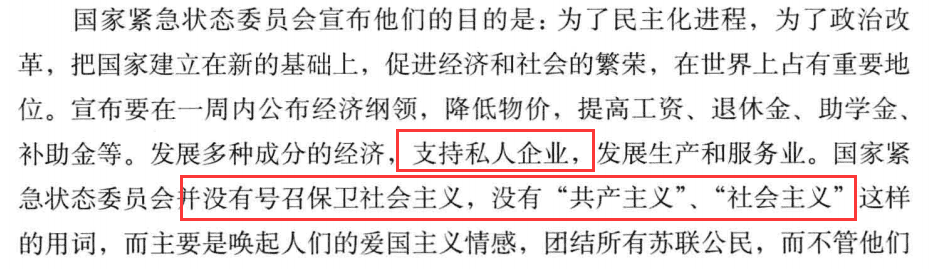 国家紧急状态委员会宣布他们的目的是：为了民主化进程，为了政治改
革，把国家建立在新的基础上，促进经济和社会的繁荣，在世界上占有重要地
位。宣布要在一周内公布经济纲领，降低物价，提高工资、退休金、助学金、
补助金等。发展多种成分的经济，支持私人企业，发展生产和服务业。国家紧
急状态委员会并没有号召保卫社会主义，没有“共产主义”、“社会主义”这样
的用词，而主要是唤起人们的爱国主义情感，团结所有苏联公民，而不管他们